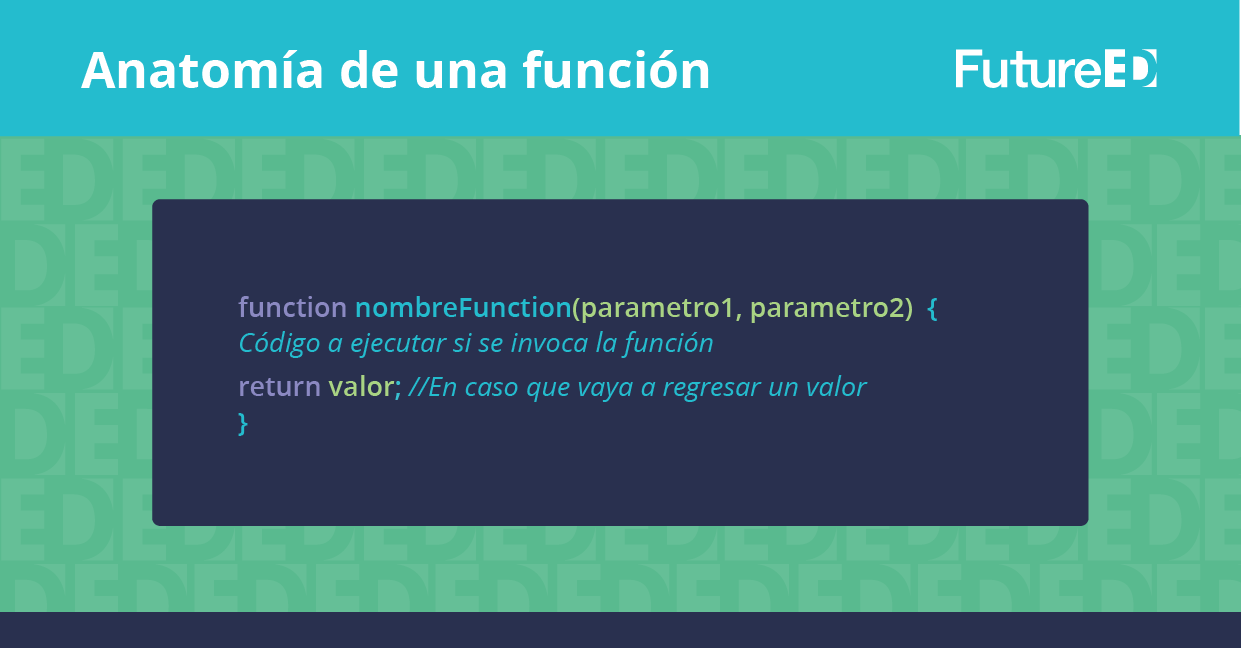 Anatomía de una función
FutureED
function nombreFunction(parametro1, parametro2) {
Código a ejecutar si se invoca la función
return valor; //En caso que vaya a regresar un valor
}